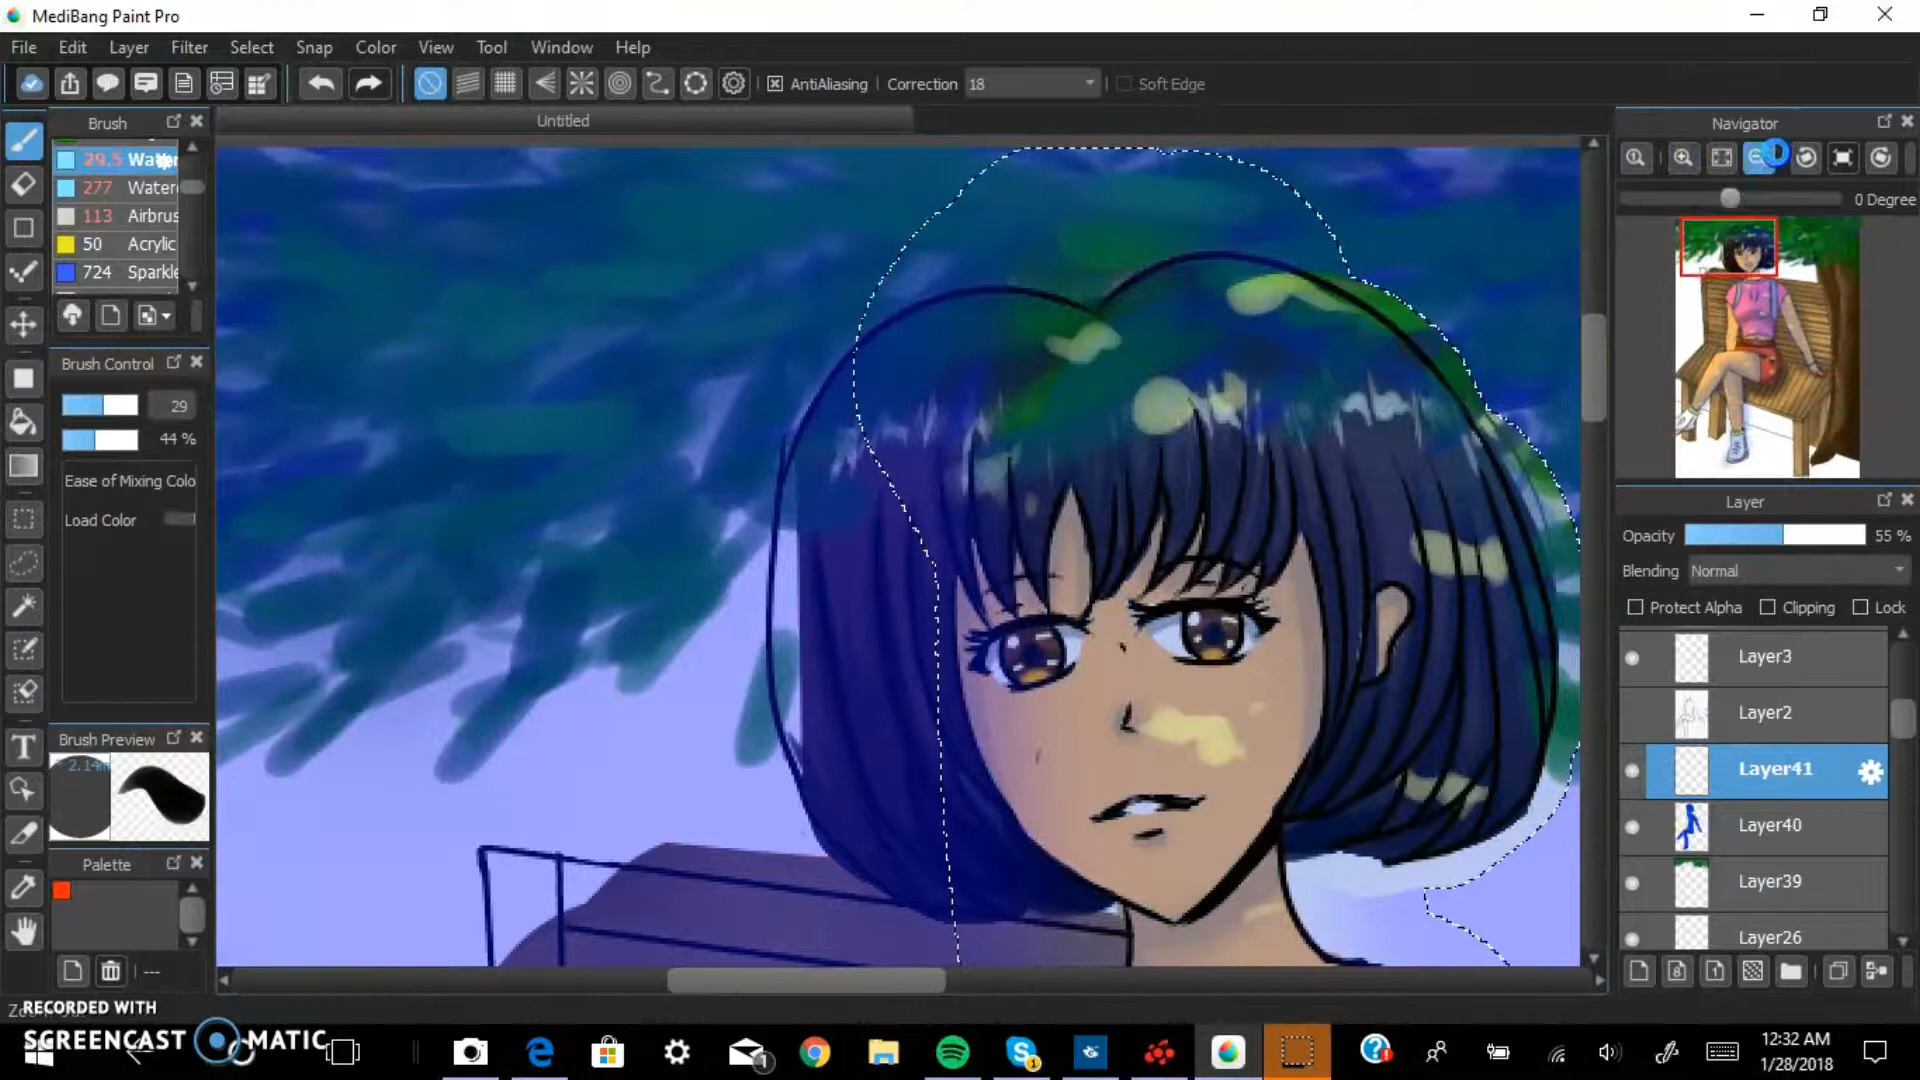 MediBang Paint Pro
File Edit Layer Filter Select Snap Color View Tool Window Help
AntiAliasing Correction 18 Soft Edge
Brush
Untitled
Navigator
29.5 Water
277 Water
113 Airbrus
50 Acrylic
724 Sparkle
0 Degree
Brush Control
29
44 %
Ease of Mixing Colo
Load Color
Layer
Opacity 55 %
Blending Normal
Protect Alpha Clipping Lock
Layer3
Layer2
Layer41
Layer40
Layer39
Layer26
Brush Preview
Palette
---
RECORDED WITH
SCREENCAST MATIC
12:32 AM
1/28/2018